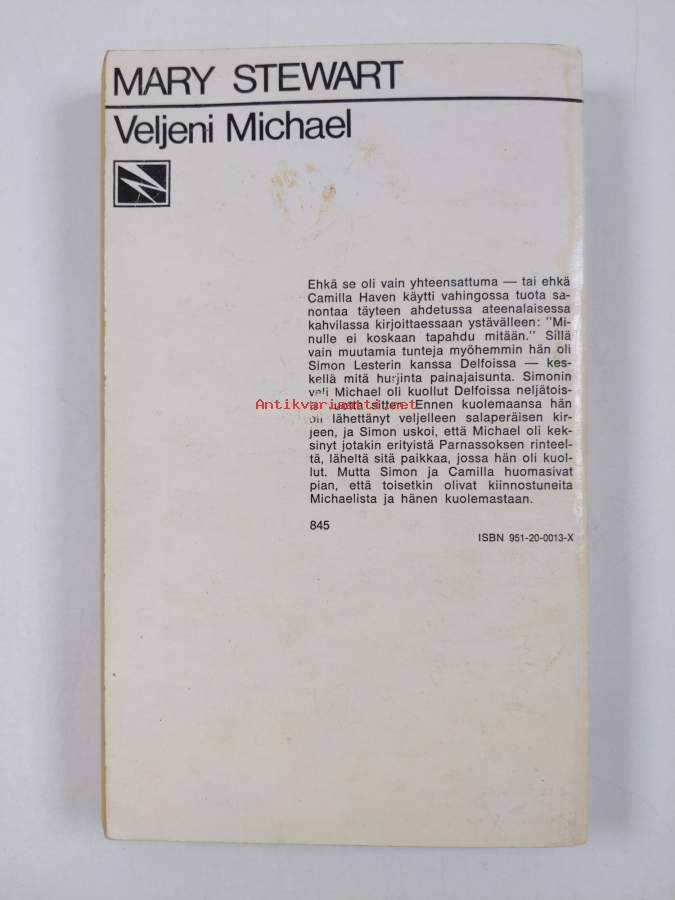 MARY STEWART
Veljeni Michael
Ehkä se oli vain yhteensattuma — tai ehkä
Camilla Haven käytti vahingossa tuota sa-
nontaa täyteen ahdetussa ateenalaisessa
kahvilassa kirjoittaessaan ystävälleen: "Mi-
nulle ei koskaan tapahdu mitään." Sillä
vain muutamia tunteja myöhemmin hän oli
Simon Lesterin kanssa Delfoissa — kes-
kellä mitä hurjinta painajaisunta. Simonin
veli Michael oli kuollut Delfoissa neljätois-
ta vuotta sitten. Ennen kuolemaansa hän
Antikvariaatti.net
oli lähettänyt veljelleen salaperäisen kir-
jeen, ja Simon uskoi, että Michael oli kek-
sinyt jotakin erityistä Parnassoksen rinteel-
tä, läheltä sitä paikkaa, jossa hän oli kuol-
lut. Mutta Simon ja Camilla huomasivat
pian, että toisetkin olivat kiinnostuneita
Michaelista ja hänen kuolemastaan.
845
ISBN 951-20-0013-X